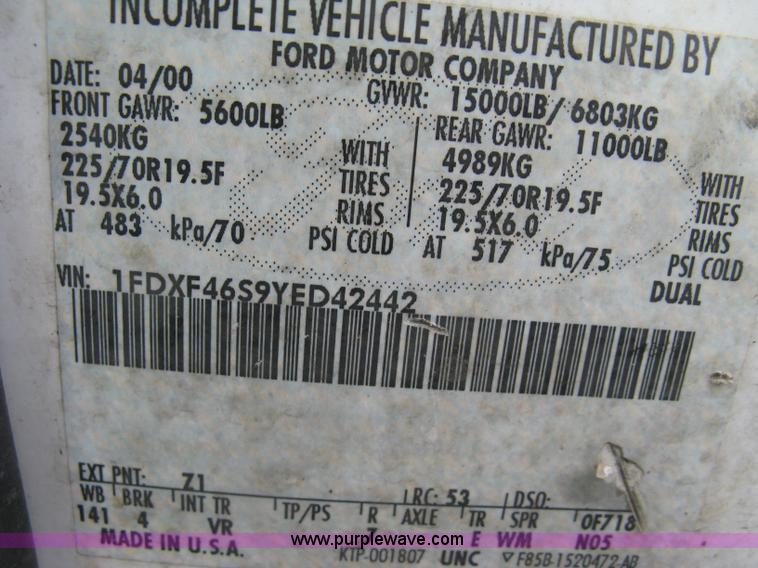 INCOMPLETE VEHICLE MANUFACTURED BY
FORD MOTOR COMPANY
DATE: 04/00 GVWR: 15000LB/ 6803KG
FRONT GAWR: 5600LB REAR GAWR: 11000LB
2540KG WITH 4989KG WITH
225/70R19.5F TIRES 225/70R19.5F TIRES
19.5X6.0 RIMS 19.5X6.0 RIMS
AT 483 kPa/70 PSI COLD AT 517 kPa/75 PSI COLD
DUAL
VIN: 1FDXF46S9YED42442
EXT PNT: Z1 RC: 53 DSO:
WB BRK INT TR TP/PS R AXLE TR SPR 0F718
141 4 VR E WM N05
MADE IN U.S.A. KTP-001807 UNC F85B-1520472-AB
www.purplewave.com